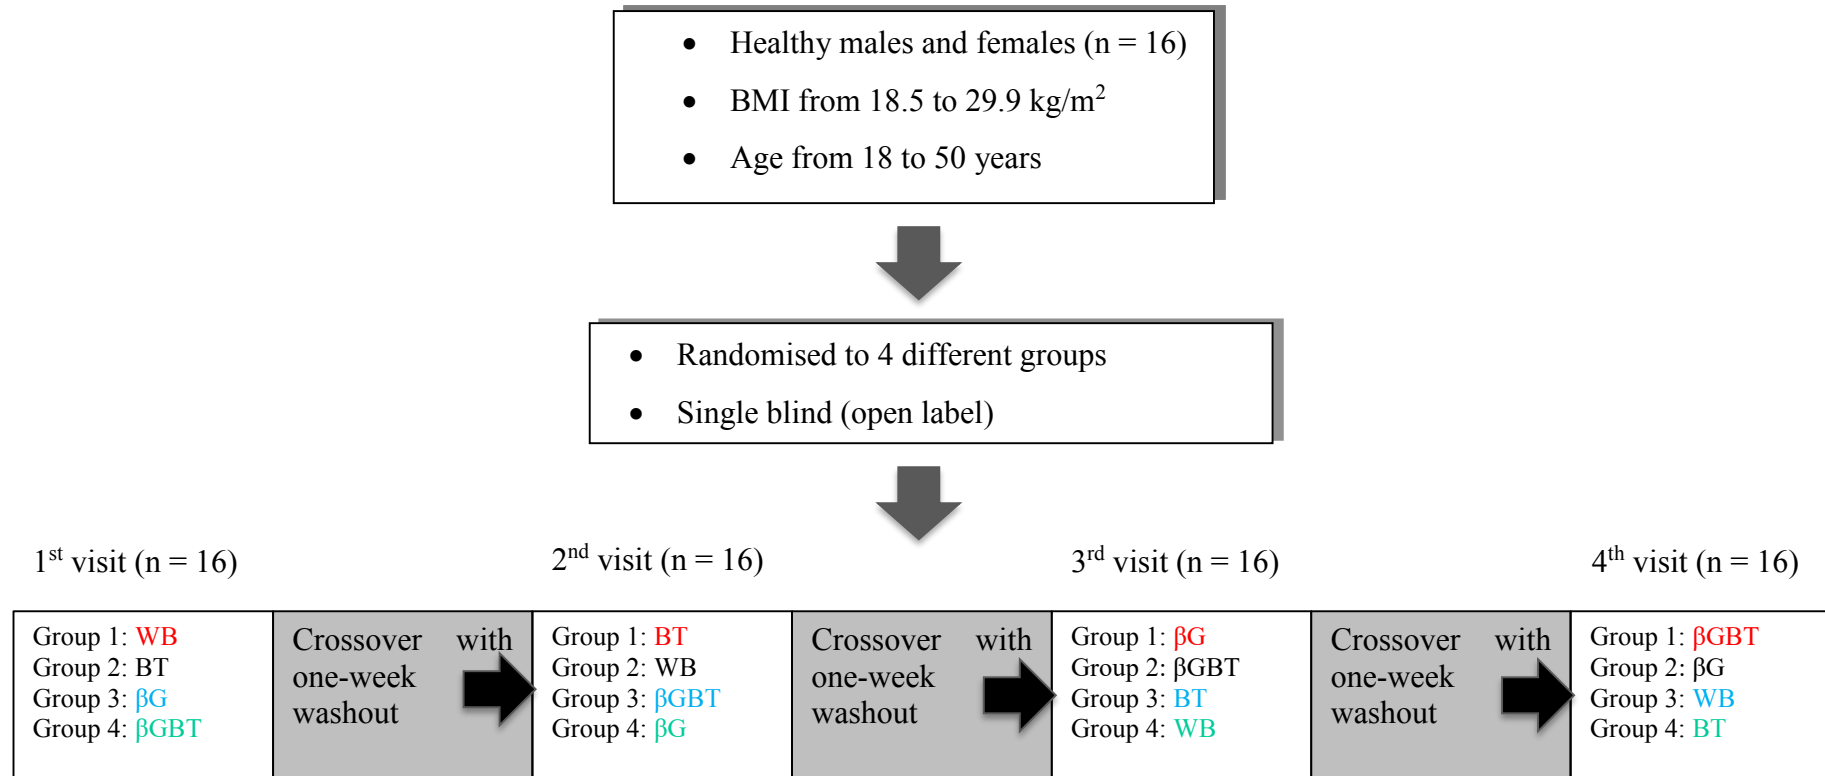 • Healthy males and females (n = 16)
• BMI from 18.5 to 29.9 kg/m²
• Age from 18 to 50 years
• Randomised to 4 different groups
• Single blind (open label)
1st visit (n = 16)
2nd visit (n = 16)
3rd visit (n = 16)
4th visit (n = 16)
Group 1: WB
Group 2: BT
Group 3: βG
Group 4: βGBT
Crossover with
one-week
washout
Group 1: BT
Group 2: WB
Group 3: βGBT
Group 4: βG
Crossover with
one-week
washout
Group 1: βG
Group 2: βGBT
Group 3: BT
Group 4: WB
Crossover with
one-week
washout
Group 1: βGBT
Group 2: βG
Group 3: WB
Group 4: BT